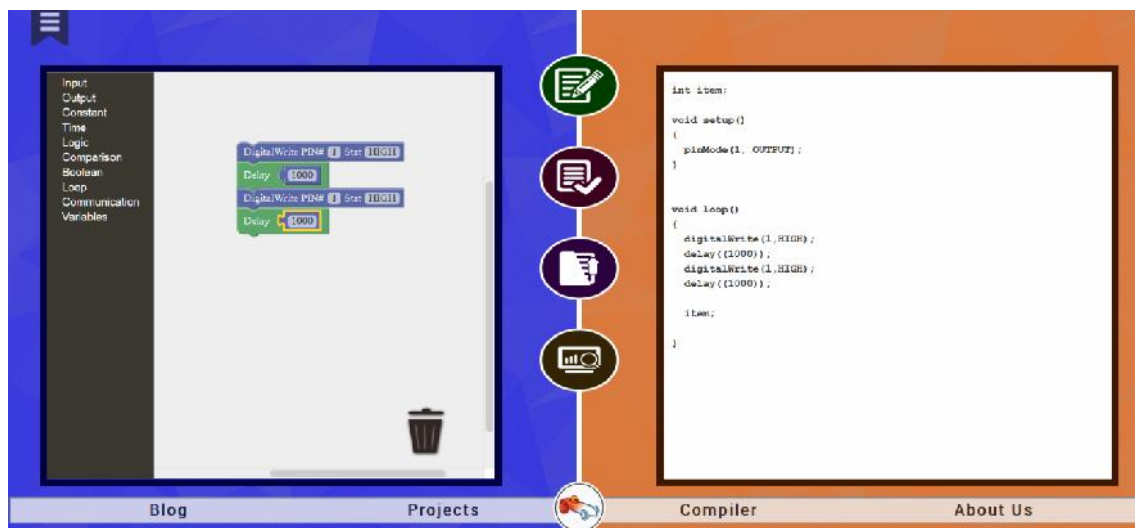 Input
Output
Constant
Time
Logic
Comparison
Boolean
Loop
Communication
Variables
DigitalWrite PIN# 1 Stat HIGH
Delay 1000
DigitalWrite PIN# 1 Stat HIGH
Delay 1000
int item;
void setup()
{
pinMode(1, OUTPUT);
}
void loop()
{
digitalWrite(1,HIGH);
delay((1000));
digitalWrite(1,HIGH);
delay((1000));
item;
}
Blog Projects Compiler About Us